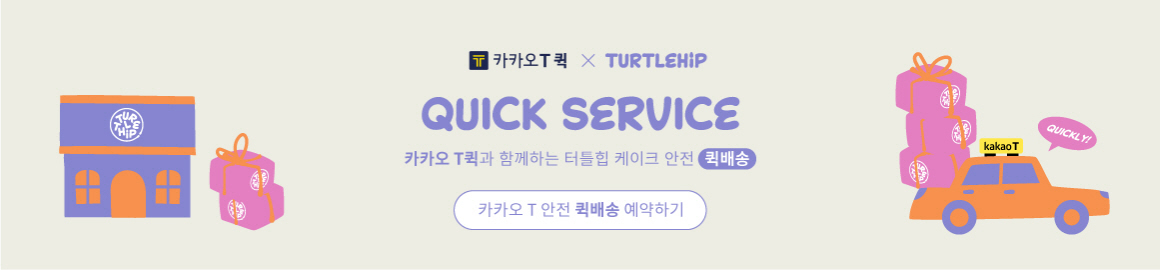 카카오 T 퀵 × TURTLEHiP
QUICK SERVICE
카카오 T퀵과 함께하는 터틀힙 케이크 안전 퀵배송
카카오 T 안전 퀵배송 예약하기
TURTLEHiP
QUICKLY!
kakao T